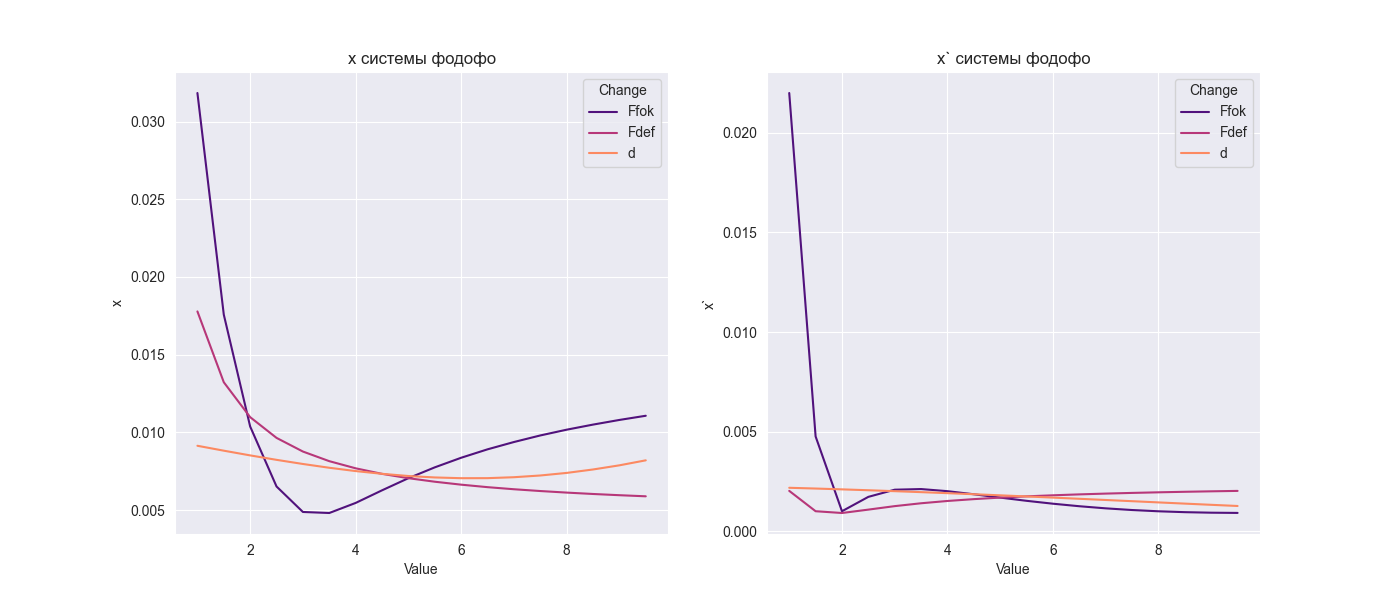 x системы фодофо
Change
Ffok
Fdef
d
0.030
0.025
0.020
0.015
0.010
0.005
x
2
4
6
8
Value
x` системы фодофо
Change
Ffok
Fdef
d
0.020
0.015
0.010
0.005
0.000
x`
2
4
6
8
Value